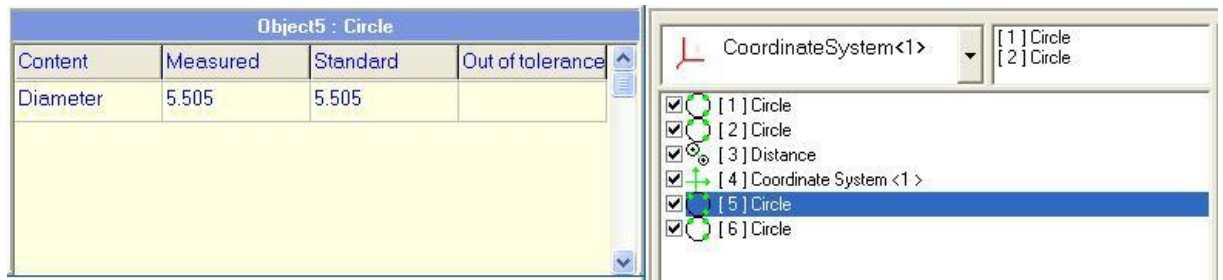 Object5 : Circle
Content Measured Standard Out of tolerance
Diameter 5.505 5.505
CoordinateSystem<1>
[ 1 ] Circle
[ 2 ] Circle
[ 1 ] Circle
[ 2 ] Circle
[ 3 ] Distance
[ 4 ] Coordinate System <1 >
[ 5 ] Circle
[ 6 ] Circle